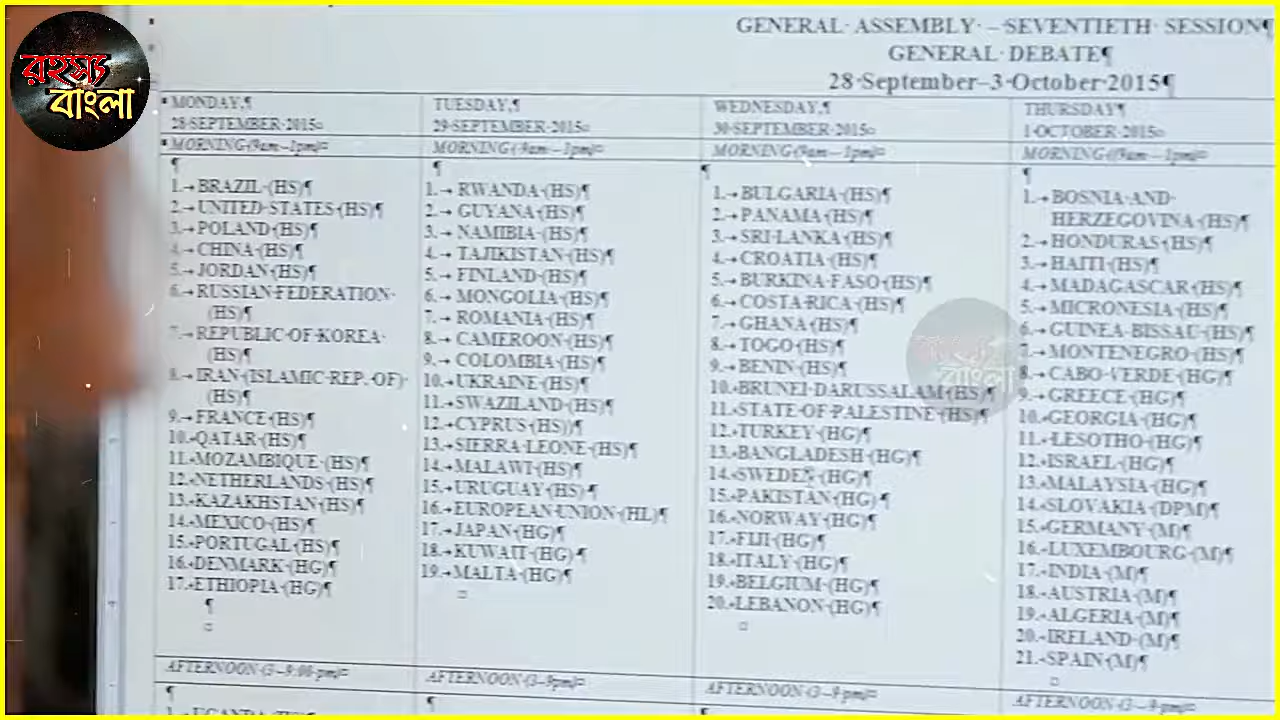 রহস্য
বাংলা
GENERAL ASSEMBLY – SEVENTIETH SESSION¶
GENERAL DEBATE¶
28 September–3 October 2015¶
MONDAY,¶
28 SEPTEMBER 2015
MORNING (9am–1pm)
¶
1.→BRAZIL (HS)¶
2.→UNITED STATES (HS)¶
3.→POLAND (HS)¶
4.→CHINA (HS)¶
5.→JORDAN (HS)¶
6.→RUSSIAN FEDERATION
(HS)¶
7.→REPUBLIC OF KOREA
(HS)¶
8.→IRAN (ISLAMIC REP. OF)
(HS)¶
9.→FRANCE (HS)¶
10.QATAR (HS)¶
11.MOZAMBIQUE (HS)¶
12.NETHERLANDS (HS)¶
13.KAZAKHSTAN (HS)¶
14.MEXICO (HS)¶
15.PORTUGAL (HS)¶
16.DENMARK (HG)¶
17.ETHIOPIA (HG)¶
¶
AFTERNOON (3–9:00 pm)
¶
TUESDAY,¶
29 SEPTEMBER 2015
MORNING ( 9am–1pm)
¶
1.→ RWANDA (HS)¶
2.→ GUYANA (HS)¶
3.→ NAMIBIA (HS)¶
4.→ TAJIKISTAN (HS)¶
5.→ FINLAND (HS)¶
6.→ MONGOLIA (HS)¶
7.→ ROMANIA (HS)¶
8.→ CAMEROON (HS)¶
9.→ COLOMBIA (HS)¶
10.UKRAINE (HS)¶
11.→SWAZILAND (HS)¶
12.→CYPRUS (HS))¶
13.→SIERRA LEONE (HS)¶
14.→MALAWI (HS)¶
15.→URUGUAY (HS) ¶
16.→EUROPEAN UNION (HL)¶
17.→JAPAN (HG)¶
18.→KUWAIT (HG) ¶
19.→MALTA (HG)¶
AFTERNOON (3–9pm)
¶
WEDNESDAY,¶
30 SEPTEMBER 2015
MORNING (9am–1pm)
¶
1.→BULGARIA (HS)¶
2.→PANAMA (HS)¶
3.→SRI LANKA (HS)¶
4.→CROATIA (HS)¶
5.→BURKINA FASO (HS)¶
6.→COSTA RICA (HS)¶
7.→GHANA (HS)¶
8.→TOGO (HS)¶
9.→BENIN (HS)¶
10.BRUNEI DARUSSALAM (HS)¶
11.STATE OF PALESTINE (HS)¶
12.TURKEY (HG)¶
13.BANGLADESH (HG)¶
14.SWEDEN (HG)¶
15.PAKISTAN (HG)¶
16.NORWAY (HG)¶
17.FIJI (HG)¶
18.ITALY (HG)¶
19.BELGIUM (HG)¶
20.LEBANON (HG)¶
AFTERNOON (3–9 pm)
THURSDAY¶
1 OCTOBER 2015
MORNING ((9am–1pm)
¶
1.→BOSNIA AND
HERZEGOVINA (HS)¶
2.→HONDURAS (HS)¶
3.→HAITI (HS)¶
4.→MADAGASCAR (HS)¶
5.→MICRONESIA (HS)¶
6.→GUINEA BISSAU (HS)¶
7.→MONTENEGRO (HS)¶
8.→CABO VERDE (HG)¶
9.→GREECE (HG)¶
10.GEORGIA (HG)¶
11.LESOTHO (HG)¶
12.ISRAEL (HG)¶
13.MALAYSIA (HG)¶
14.SLOVAKIA (DPM)¶
15.GERMANY (M)¶
16.LUXEMBOURG (M)¶
17.INDIA (M)¶
18.AUSTRIA (M)¶
19.ALGERIA (M)¶
20.IRELAND (M)¶
21.SPAIN (M)¶
AFTERNOON (3–9 pm)